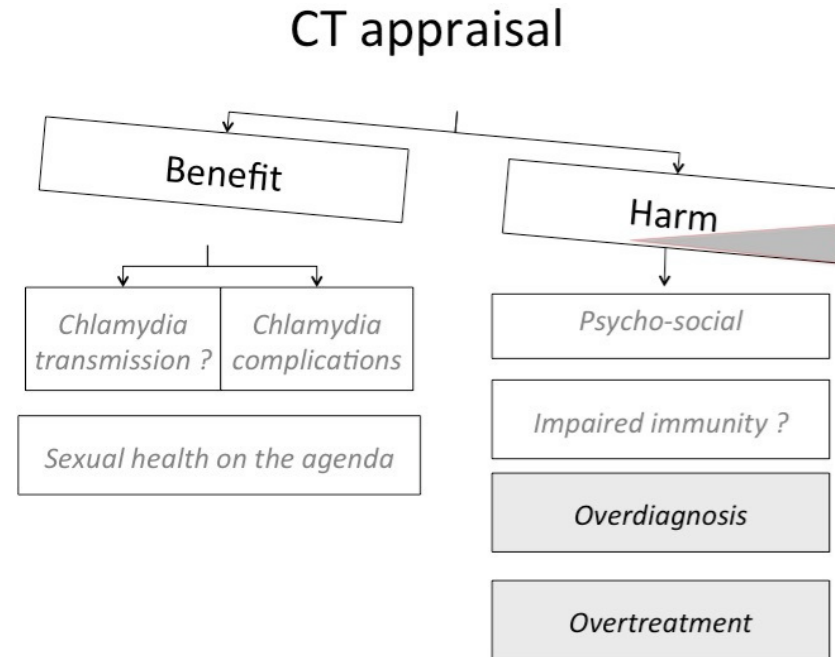 CT appraisal
Benefit
Harm
Chlamydia
transmission ?
Chlamydia
complications
Sexual health on the agenda
Psycho-social
Impaired immunity ?
Overdiagnosis
Overtreatment